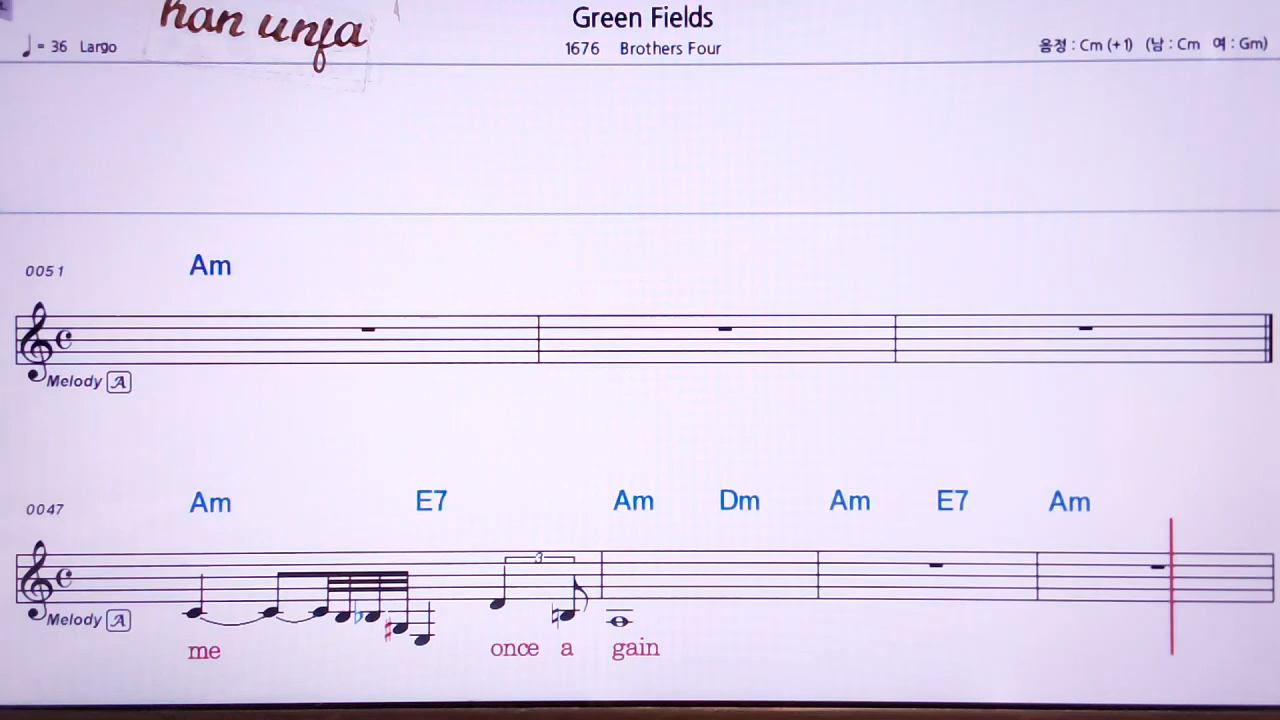 han unfa
Green Fields
♩= 36 Largo
1676 Brothers Four
음정 : Cm (+1) (남 : Cm 여 : Gm)
0051
Am
Melody A
0047
Am E7 Am Dm Am E7 Am
3
Melody A
me once a gain